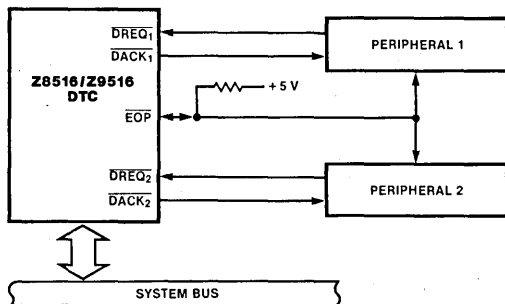 DREQ1
DACK1
PERIPHERAL 1
Z8516/Z9516
DTC
+5 V
EOP
DREQ2
DACK2
PERIPHERAL 2
SYSTEM BUS